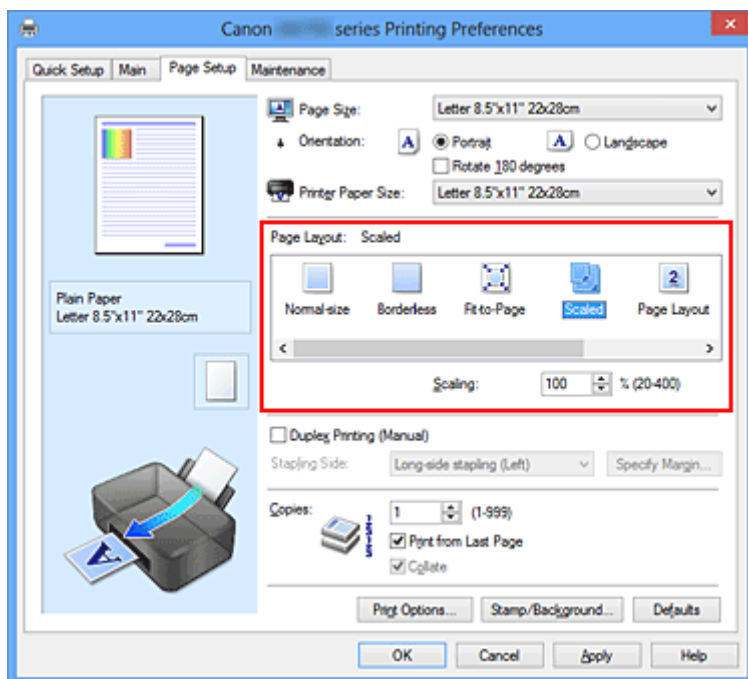 Canon series Printing Preferences
Quick Setup Main Page Setup Maintenance
Page Size: Letter 8.5"x11" 22x28cm
Orientation: A Portrait A Landscape
Rotate 180 degrees
Printer Paper Size: Letter 8.5"x11" 22x28cm
Page Layout: Scaled
Normal-size Borderless Fit-to-Page Scaled 2 Page Layout
Scaling: 100 % (20-400)
Plain Paper
Letter 8.5"x11" 22x28cm
Duplex Printing (Manual)
Stapling Side: Long-side stapling (Left) Specify Margin...
Copies: 1 (1-999)
Print from Last Page
Collate
A
Print Options... Stamp/Background... Defaults
OK Cancel Apply Help